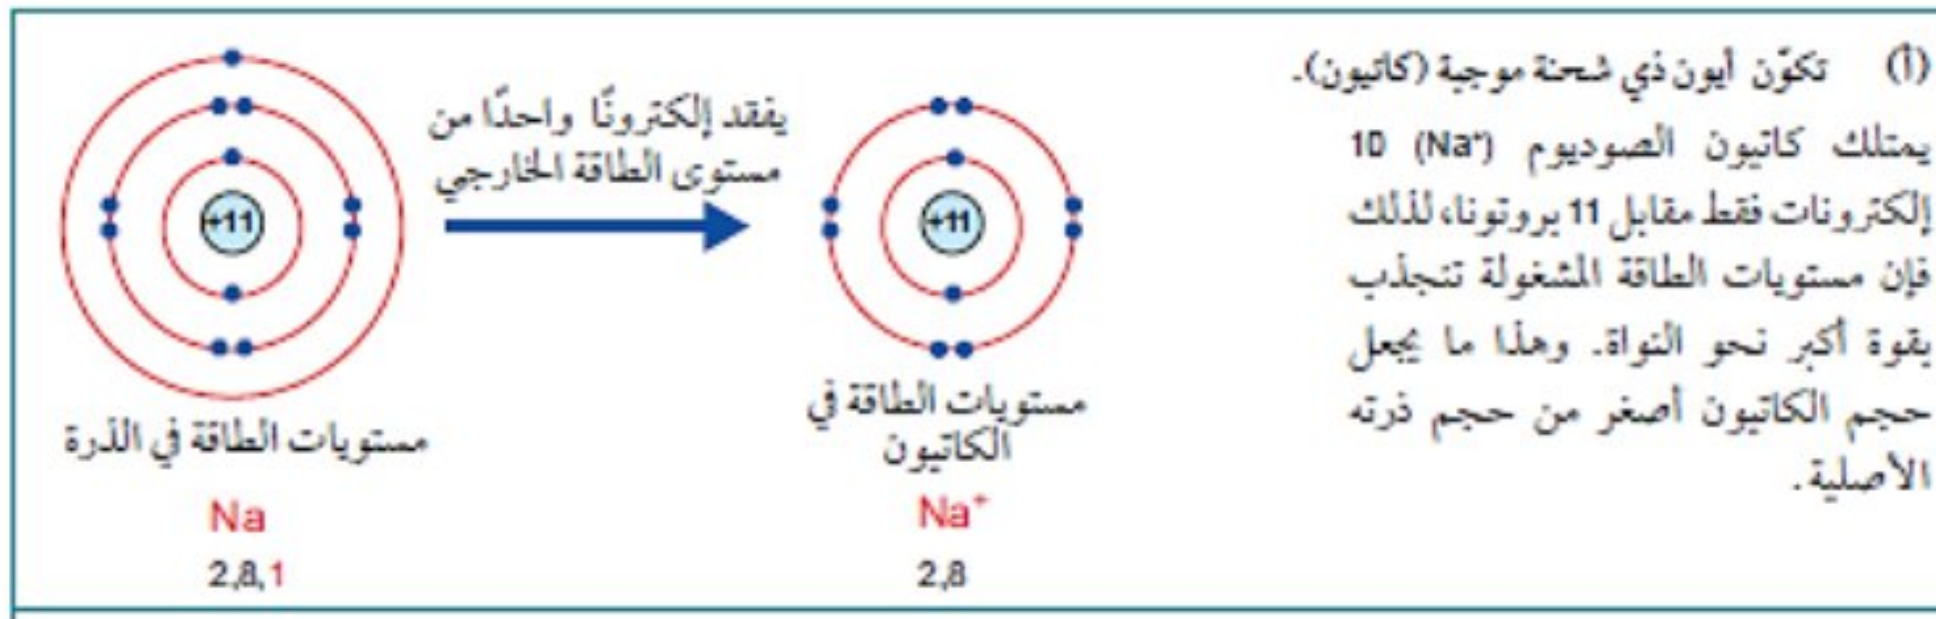 (أ) تكوّن أيون ذي شحنة موجبة (كاتيون).
يمتلك كاتيون الصوديوم (Na⁺) 10
إلكترونات فقط مقابل 11 بروتونا، لذلك
فإن مستويات الطاقة المشغولة تنجذب
بقوة أكبر نحو النواة. وهذا ما يجعل
حجم الكاتيون أصغر من حجم ذرته
الأصلية.
يفقد إلكترونًا واحدًا من
مستوى الطاقة الخارجي
+11
+11
مستويات الطاقة في
الكاتيون
Na⁺
2,8
مستويات الطاقة في الذرة
Na
2,8,1